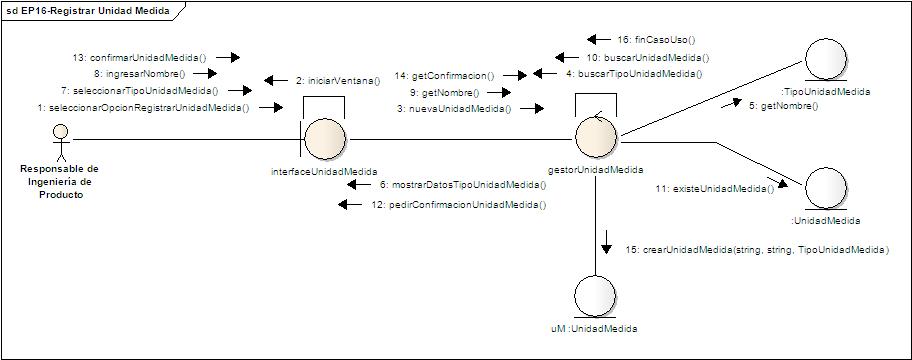 sd EP16-Registrar Unidad Medida
16: finCasoUso()
13: confirmarUnidadMedida()
10: buscarUnidadMedida()
8: ingresarNombre()
2: iniciarVentana()
14: getConfirmacion()
4: buscarTipoUnidadMedida()
7: seleccionarTipoUnidadMedida()
9: getNombre()
:TipoUnidadMedida
1: seleccionarOpcionRegistrarUnidadMedida()
3: nuevaUnidadMedida()
5: getNombre()
Responsable de
Ingeniería de
Producto
interfaceUnidadMedida
gestorUnidadMedida
6: mostrarDatosTipoUnidadMedida()
11: existeUnidadMedida()
12: pedirConfirmacionUnidadMedida()
:UnidadMedida
15: crearUnidadMedida(string, string, TipoUnidadMedida)
uM :UnidadMedida